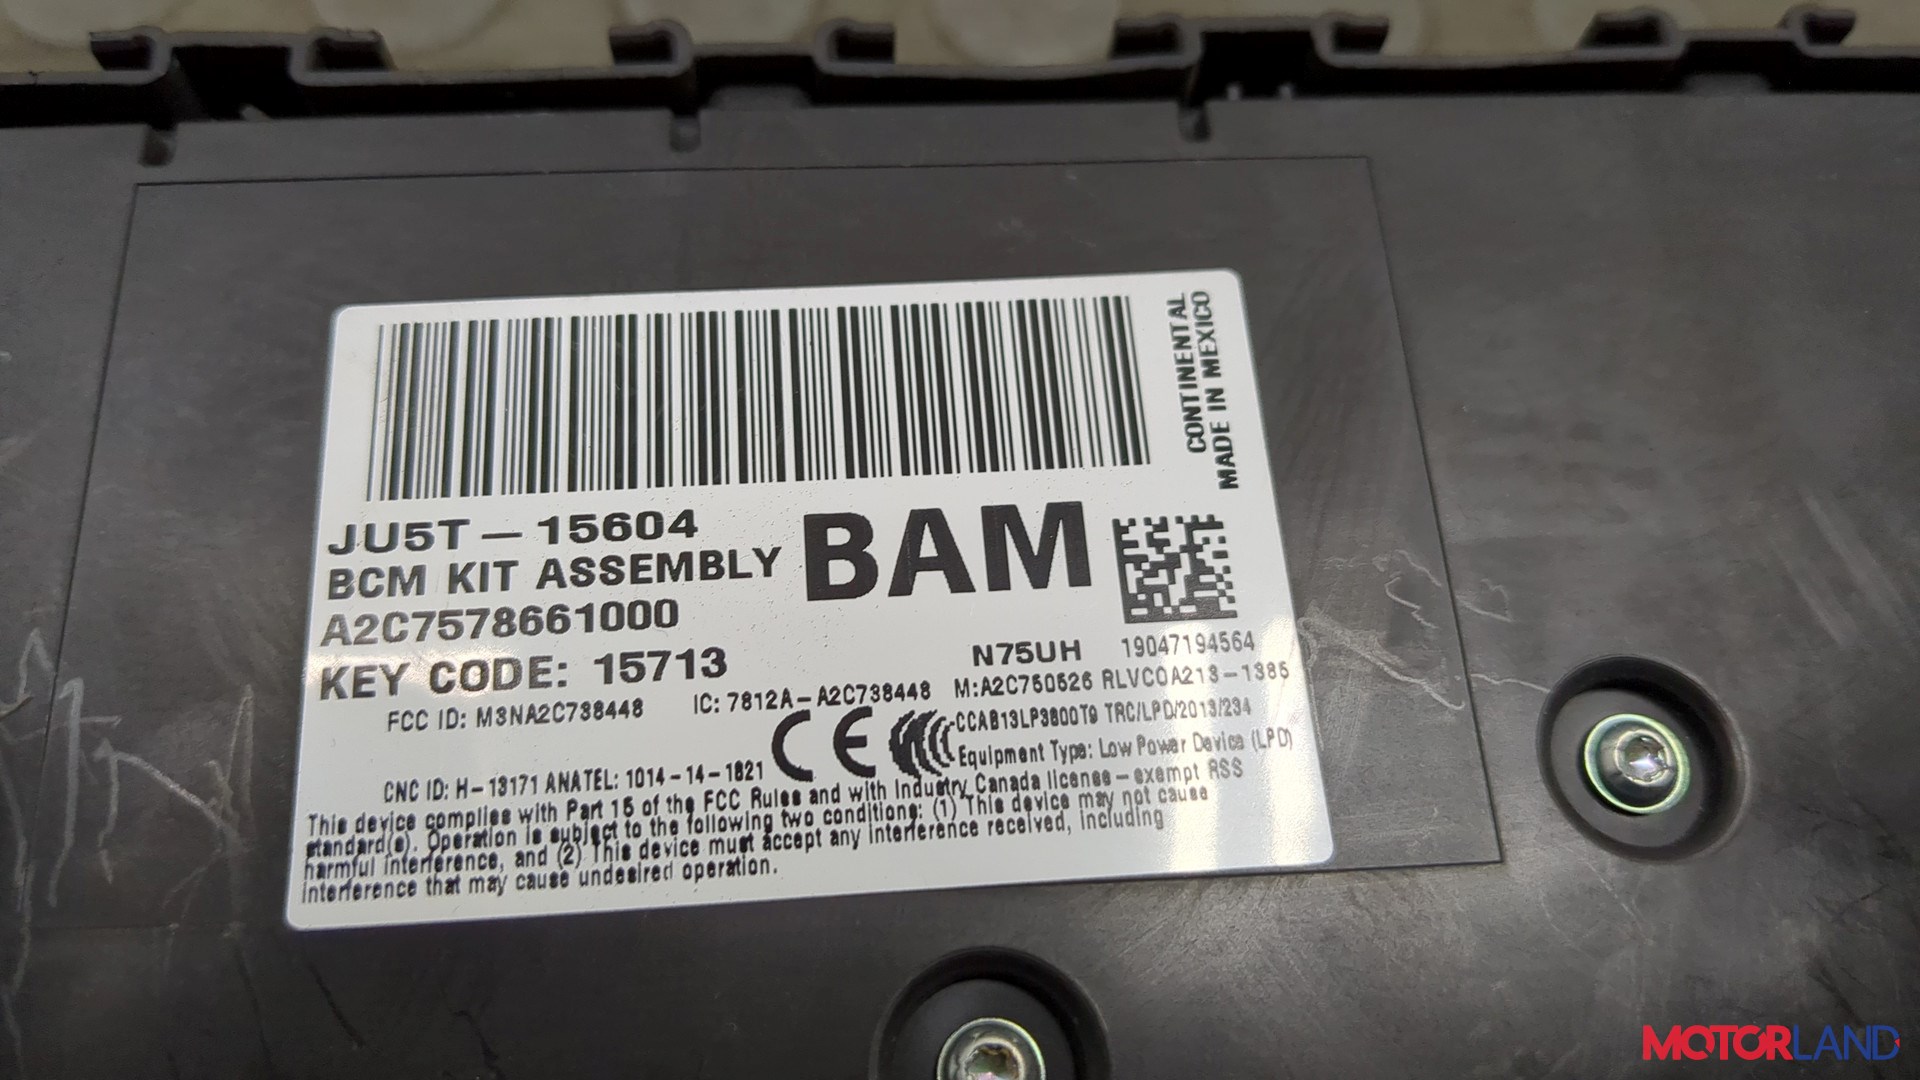 CONTINENTAL
MADE IN MEXICO
JU5T-15604
BCM KIT ASSEMBLY
BAM
A2C7578661000
KEY CODE: 15713
N75UH
19047194564
FCC ID: M3NA2C738448
IC: 7812A-A2C738448
M:A2C750526 RLVCOA213-1385
CE
CCAB13LP3800T9 TRC/LPD/2013/234
Equipment Type: Low Power Device (LPD)
CNC ID: H-13171 ANATEL: 1014-14-1821
This device complies with Part 15 of the FCC Rules and with Industry Canada license-exempt RSS
standard(s). Operation is subject to the following two conditions: (1) This device may not cause
harmful interference, and (2) This device must accept any interference received, including
interference that may cause undesired operation.
MOTORLAND